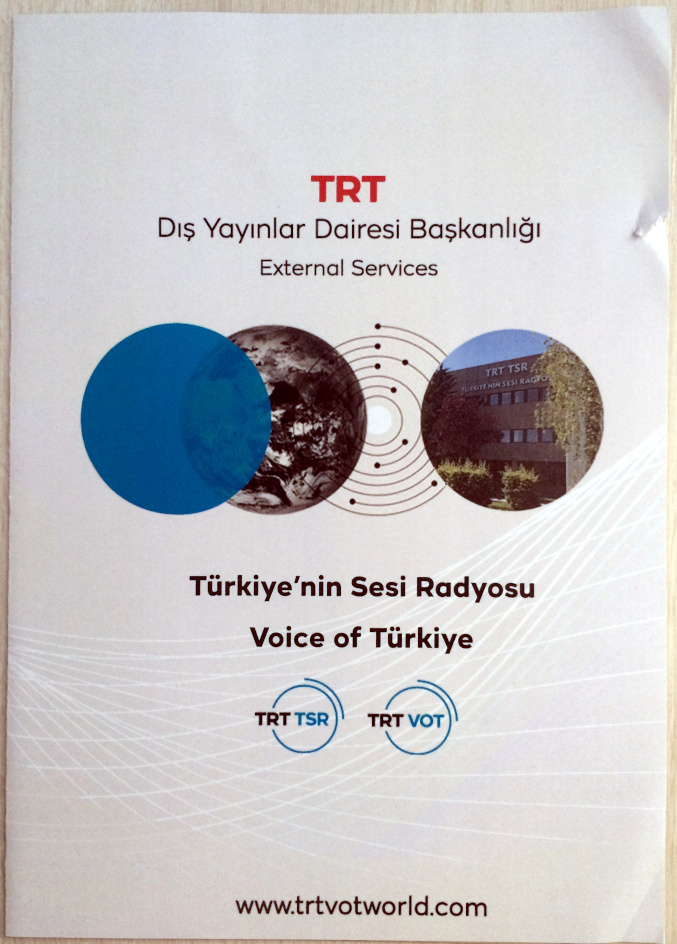 TRT
Dış Yayınlar Dairesi Başkanlığı
External Services
TRT TSR
TÜRKİYE'NİN SESİ RADYO
Türkiye'nin Sesi Radyosu
Voice of Türkiye
TRT TSR
TRT VOT
www.trtvotworld.com